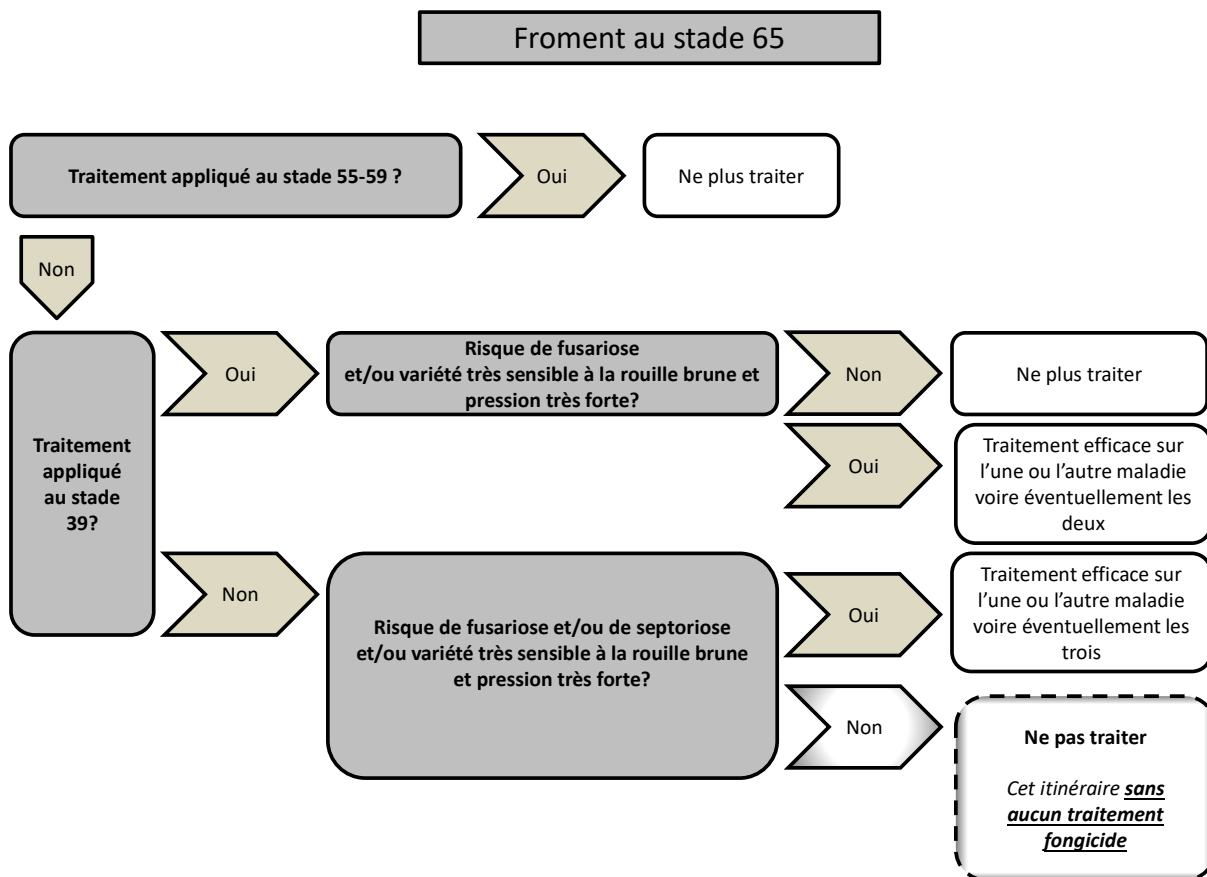 Froment au stade 65
Traitement appliqué au stade 55-59 ?
Oui
Ne plus traiter
Non
Traitement
appliqué
au stade
39?
Oui
Risque de fusariose
et/ou variété très sensible à la rouille brune et
pression très forte?
Non
Ne plus traiter
Oui
Traitement efficace sur
l'une ou l'autre maladie
voire éventuellement les
deux
Non
Risque de fusariose et/ou de septoriose
et/ou variété très sensible à la rouille brune
et pression très forte?
Oui
Traitement efficace sur
l'une ou l'autre maladie
voire éventuellement les
trois
Non
Ne pas traiter
Cet itinéraire sans
aucun traitement
fongicide